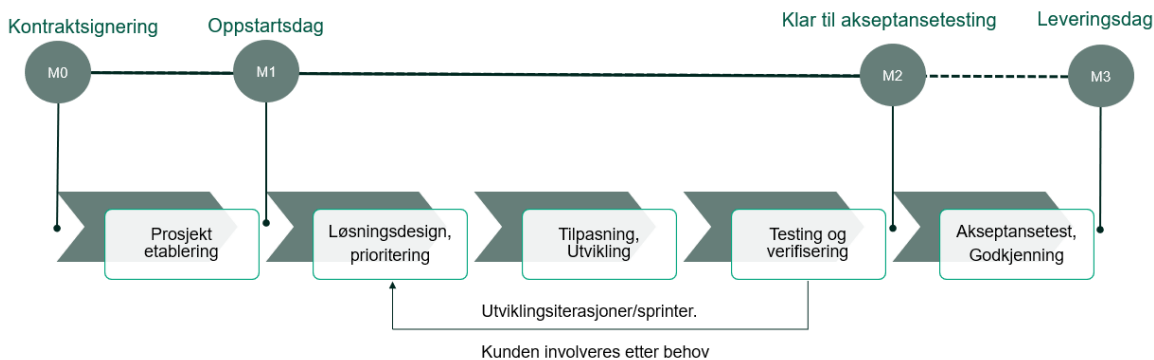 Kontraktsignering
Oppstartsdag
Klar til akseptansetesting
Leveringsdag
M0
M1
M2
M3
Prosjekt
etablering
Løsningsdesign,
prioritering
Tilpasning,
Utvikling
Testing og
verifisering
Akseptansetest,
Godkjenning
Utviklingsiterasjoner/sprinter.
Kunden involveres etter behov